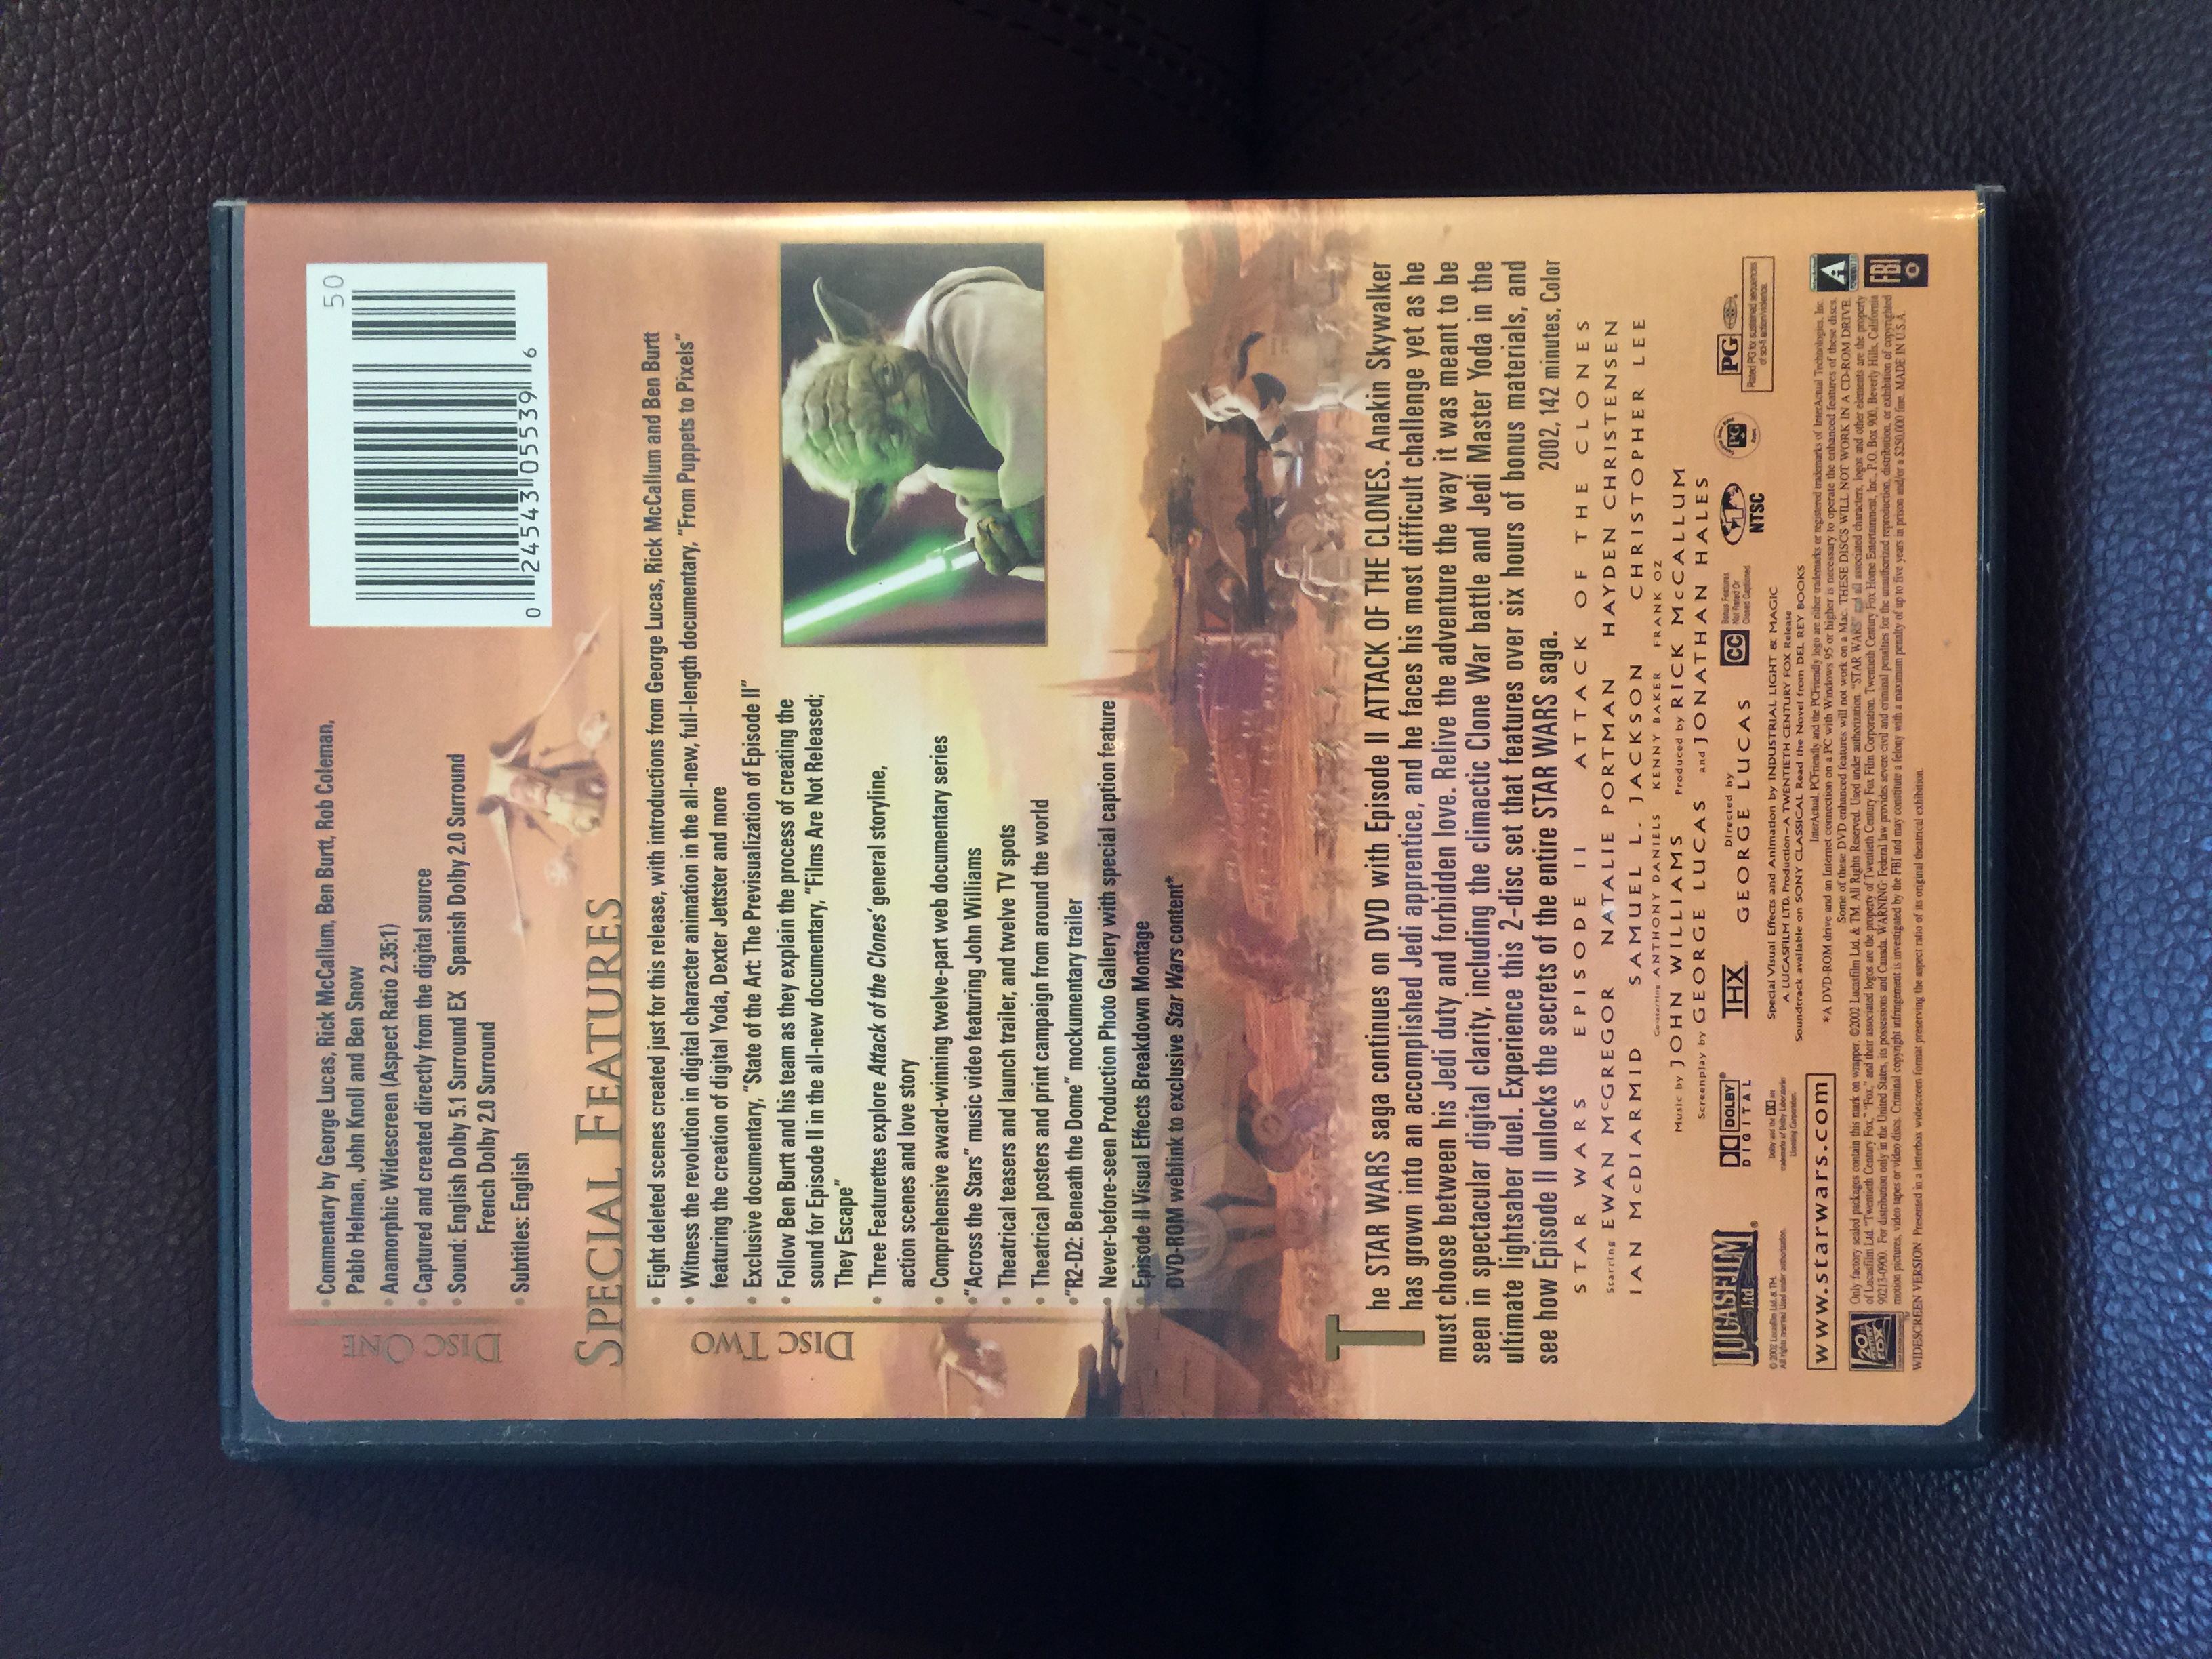 DISC ONE
• Commentary by George Lucas, Rick McCallum, Ben Burtt, Rob Coleman,
Pablo Helman, John Knoll and Ben Snow
• Anamorphic Widescreen (Aspect Ratio 2.35:1)
• Captured and created directly from the digital source
• Sound: English Dolby 5.1 Surround EX Spanish Dolby 2.0 Surround
French Dolby 2.0 Surround
• Subtitles: English
50
0 24543 05539 6
SPECIAL FEATURES
DISC TWO
• Eight deleted scenes created just for this release, with introductions from George Lucas, Rick McCallum and Ben Burtt
• Witness the revolution in digital character animation in the all-new, full-length documentary, “From Puppets to Pixels”
featuring the creation of digital Yoda, Dexter Jettster and more
• Exclusive documentary, “State of the Art: The Previsualization of Episode II”
• Follow Ben Burtt and his team as they explain the process of creating the
sound for Episode II in the all-new documentary, “Films Are Not Released;
They Escape”
• Three Featurettes explore Attack of the Clones’ general storyline,
action scenes and love story
• Comprehensive award-winning twelve-part web documentary series
• “Across the Stars” music video featuring John Williams
• Theatrical teasers and launch trailer, and twelve TV spots
• Theatrical posters and print campaign from around the world
• “R2-D2: Beneath the Dome” mockumentary trailer
• Never-before-seen Production Photo Gallery with special caption feature
• Episode II Visual Effects Breakdown Montage
DVD-ROM weblink to exclusive Star Wars content*
The STAR WARS saga continues on DVD with Episode II ATTACK OF THE CLONES. Anakin Skywalker
has grown into an accomplished Jedi apprentice, and he faces his most difficult challenge yet as he
must choose between his Jedi duty and forbidden love. Relive the adventure the way it was meant to be
seen in spectacular digital clarity, including the climactic Clone War battle and Jedi Master Yoda in the
ultimate lightsaber duel. Experience this 2-disc set that features over six hours of bonus materials, and
see how Episode II unlocks the secrets of the entire STAR WARS saga. 2002, 142 minutes, Color
STAR WARS EPISODE II ATTACK OF THE CLONES
Starring EWAN McGREGOR NATALIE PORTMAN HAYDEN CHRISTENSEN
IAN McDIARMID SAMUEL L. JACKSON CHRISTOPHER LEE
Co-starring ANTHONY DANIELS KENNY BAKER FRANK OZ
Music by JOHN WILLIAMS Produced by RICK McCALLUM
Screenplay by GEORGE LUCAS and JONATHAN HALES
LUCASFILM Ltd ®
DOLBY ® DIGITAL
THX
Directed by
GEORGE LUCAS
CC
Bonus Features
Not Rated Or
Closed Captioned
NTSC
PG
PG
Rated PG for sustained sequences
of sci-fi action/violence.
© 2002 Lucasfilm Ltd. & TM.
All rights reserved Used under authorization.
Dolby and the DD are
trademarks of Dolby Laboratories
Licensing Corporation.
Special Visual Effects and Animation by INDUSTRIAL LIGHT & MAGIC
A LUCASFILM LTD. Production—A TWENTIETH CENTURY FOX Release
Soundtrack available on SONY CLASSICAL Read the Novel from DEL REY BOOKS
www.starwars.com
InterActual, PCFriendly and the PCFriendly logo are either trademarks or registered trademarks of InterActual Technologies, Inc.
*A DVD-ROM drive and an Internet connection on a PC with Windows 95 or higher is necessary to operate the enhanced features of these discs.
Some of these DVD enhanced features will not work on a Mac. THESE DISCS WILL NOT WORK IN A CD-ROM DRIVE.
20th CENTURY FOX
TM
Only factory sealed packages contain this mark on wrapper. ©2002 Lucasfilm Ltd. & TM. All Rights Reserved. Used under authorization. “STAR WARS” and all associated characters, logos and other elements are the property
of Lucasfilm Ltd. “Twentieth Century Fox,” “Fox,” and their associated logos are the property of Twentieth Century Fox Film Corporation. Twentieth Century Fox Home Entertainment, Inc., P.O. Box 900, Beverly Hills, California
90213-0900. For distribution only in the United States, its possessions and Canada. WARNING: Federal law provides severe civil and criminal penalties for the unauthorized reproduction, distribution, or exhibition of copyrighted
motion pictures, video tapes or video discs. Criminal copyright infringement is investigated by the FBI and may constitute a felony with a maximum penalty of up to five years in prison and/or a $250,000 fine. MADE IN U.S.A.
A
FBI
WIDESCREEN VERSION: Presented in a letterbox widescreen format preserving the aspect ratio of its original theatrical exhibition.